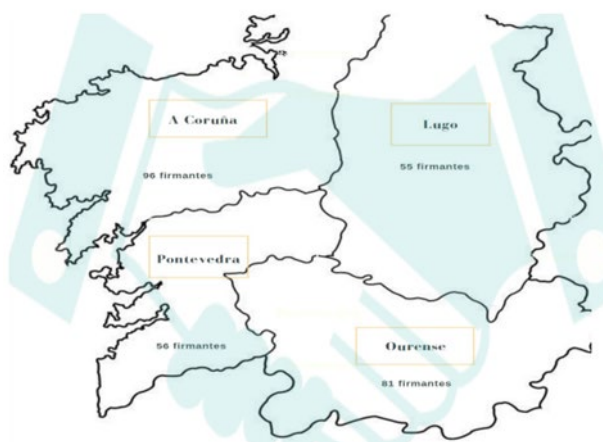 A Coruña
96 firmantes
Lugo
55 firmantes
Pontevedra
56 firmantes
Ourense
81 firmantes